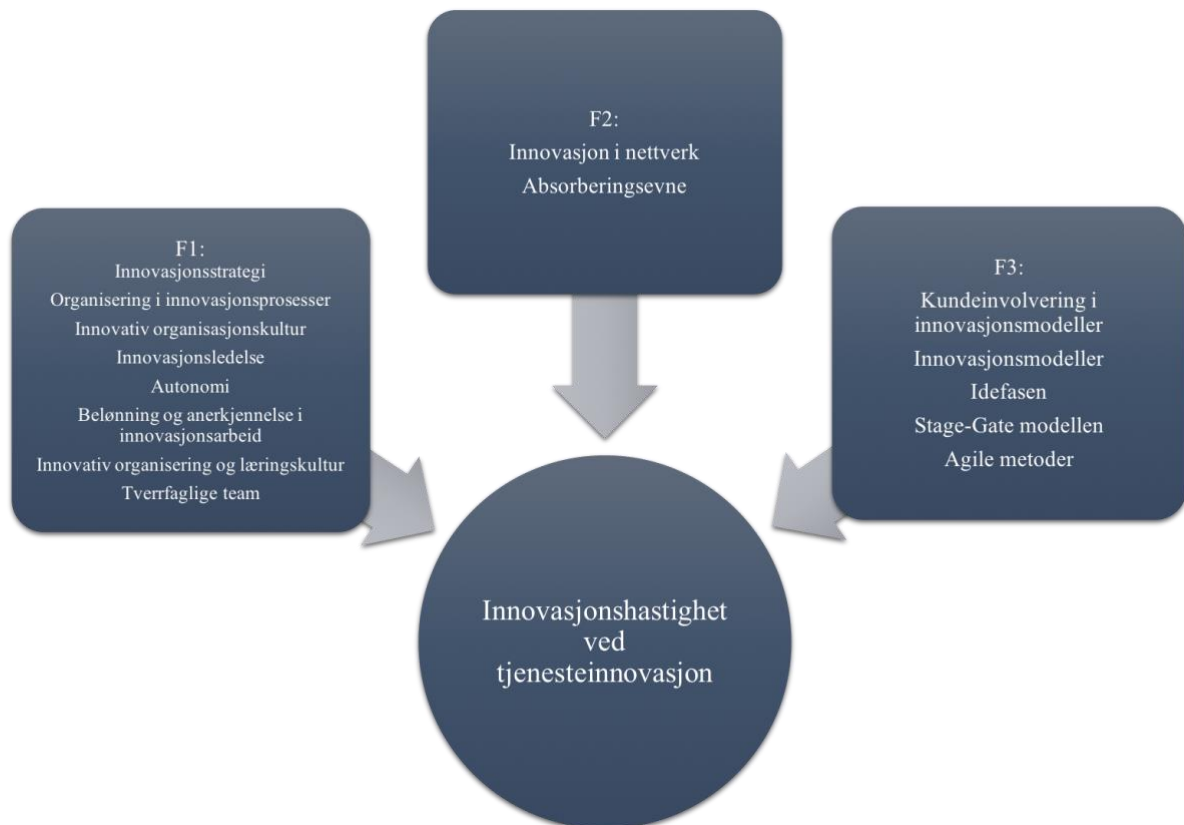 F1:
Innovasjonsstrategi
Organisering i innovasjonsprosesser
Innovativ organisasjonskultur
Innovasjonsledelse
Autonomi
Belønning og anerkjennelse i
innovasjonsarbeid
Innovativ organisering og læringskultur
Tverrfaglige team
F2:
Innovasjon i nettverk
Absorberingsevne
F3:
Kundeinvolvering i
innovasjonsmodeller
Innovasjonsmodeller
Idefasen
Stage-Gate modellen
Agile metoder
Innovasjonshastighet
ved
tjenesteinnovasjon